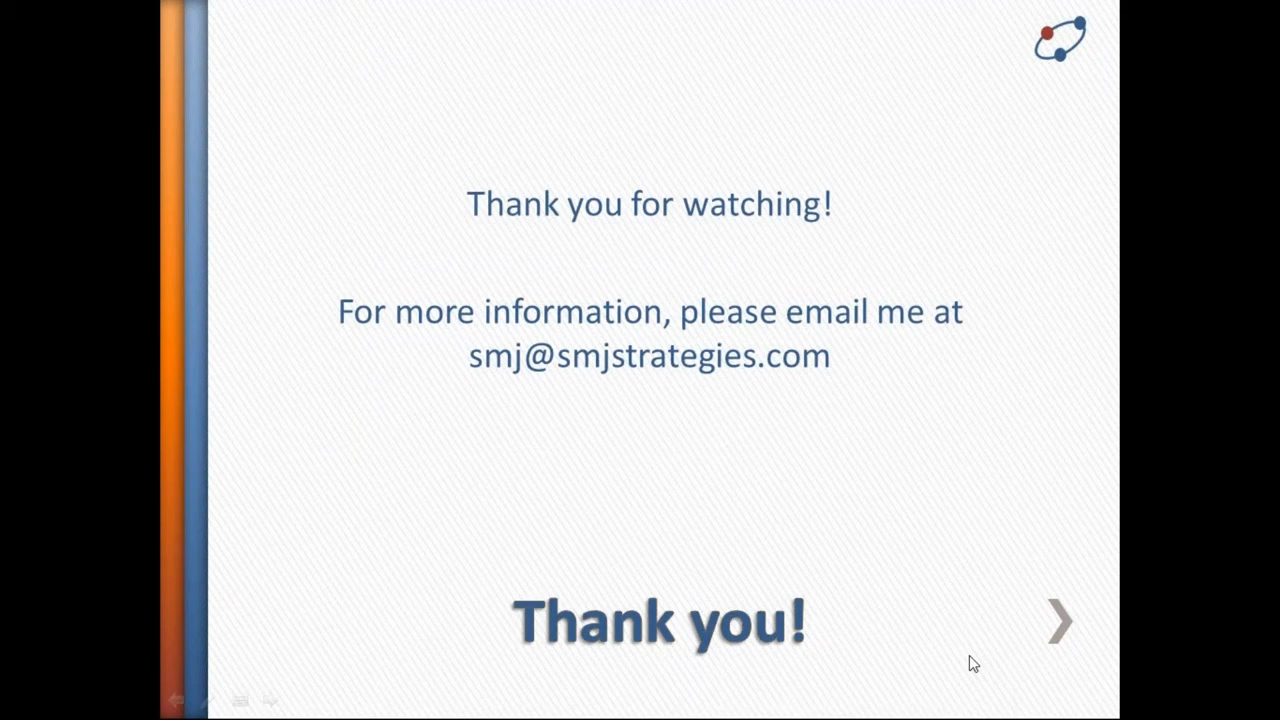 Thank you for watching!
For more information, please email me at
smj@smjstrategies.com
Thank you!